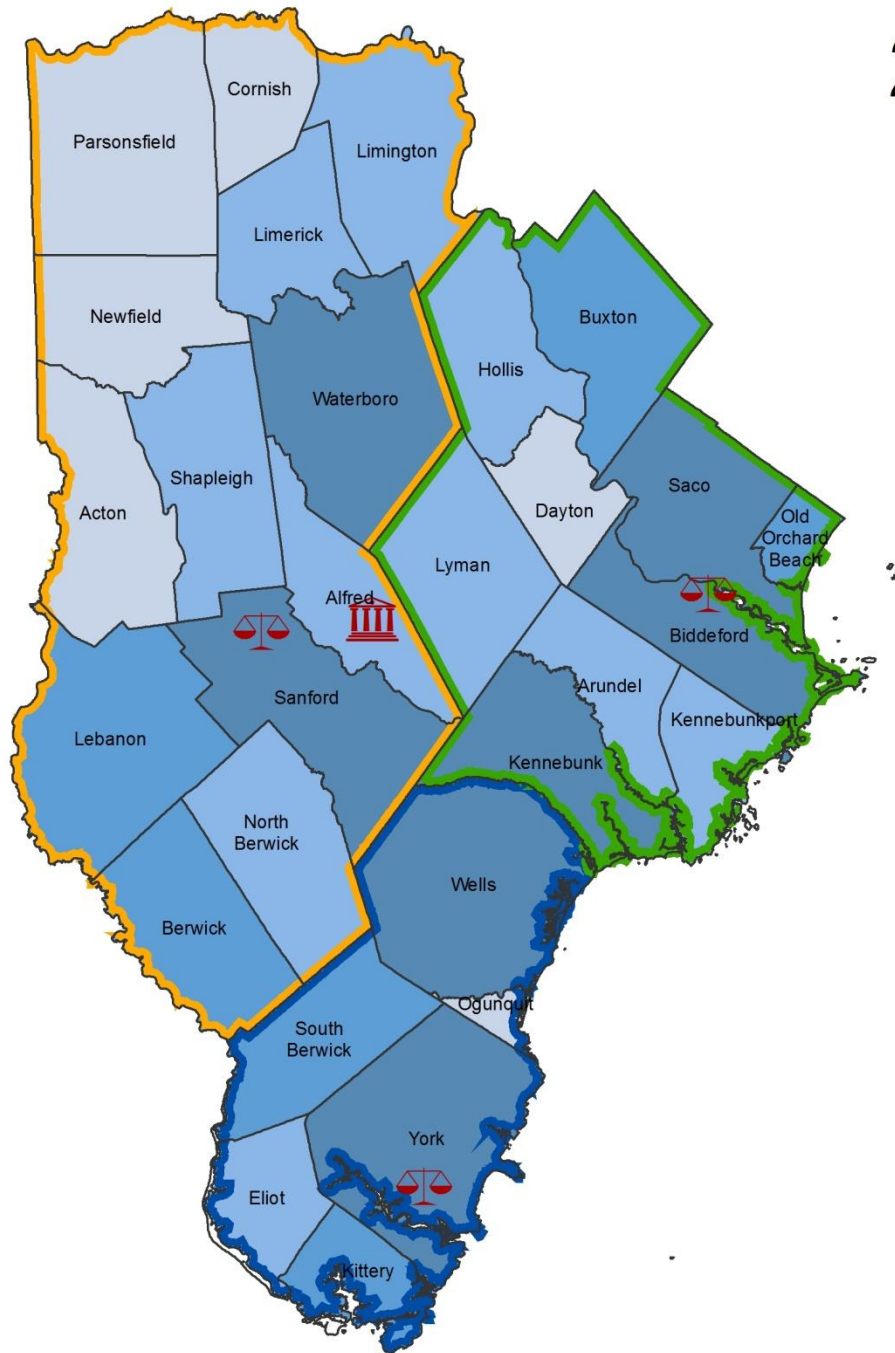 Cornish
Parsonsfield
Limington
Limerick
Newfield
Buxton
Hollis
Waterboro
Shapleigh
Saco
Acton
Dayton
Old
Orchard
Beach
Lyman
Alfred
Biddeford
Arundel
Sanford
Kennebunkport
Lebanon
Kennebunk
North
Berwick
Wells
Berwick
Ogunquit
South
Berwick
York
Eliot
Kittery